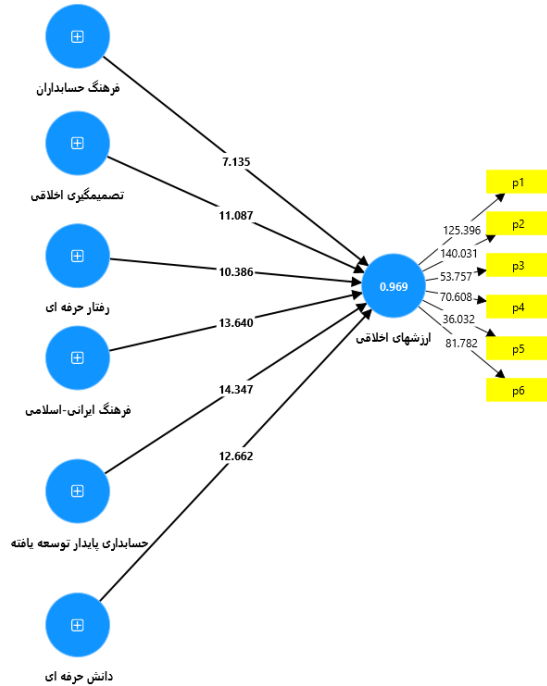 فرهنگ حسابداران
7.135
تصمیمگیری اخلاقی
11.087
رفتار حرفه ای
10.386
فرهنگ ایرانی-اسلامی
13.640
حسابداری پایدار توسعه یافته
14.347
دانش حرفه ای
12.662
0.969
ارزشهای اخلاقی
125.396
p1
140.031
p2
53.757
p3
70.608
p4
36.032
p5
81.782
p6